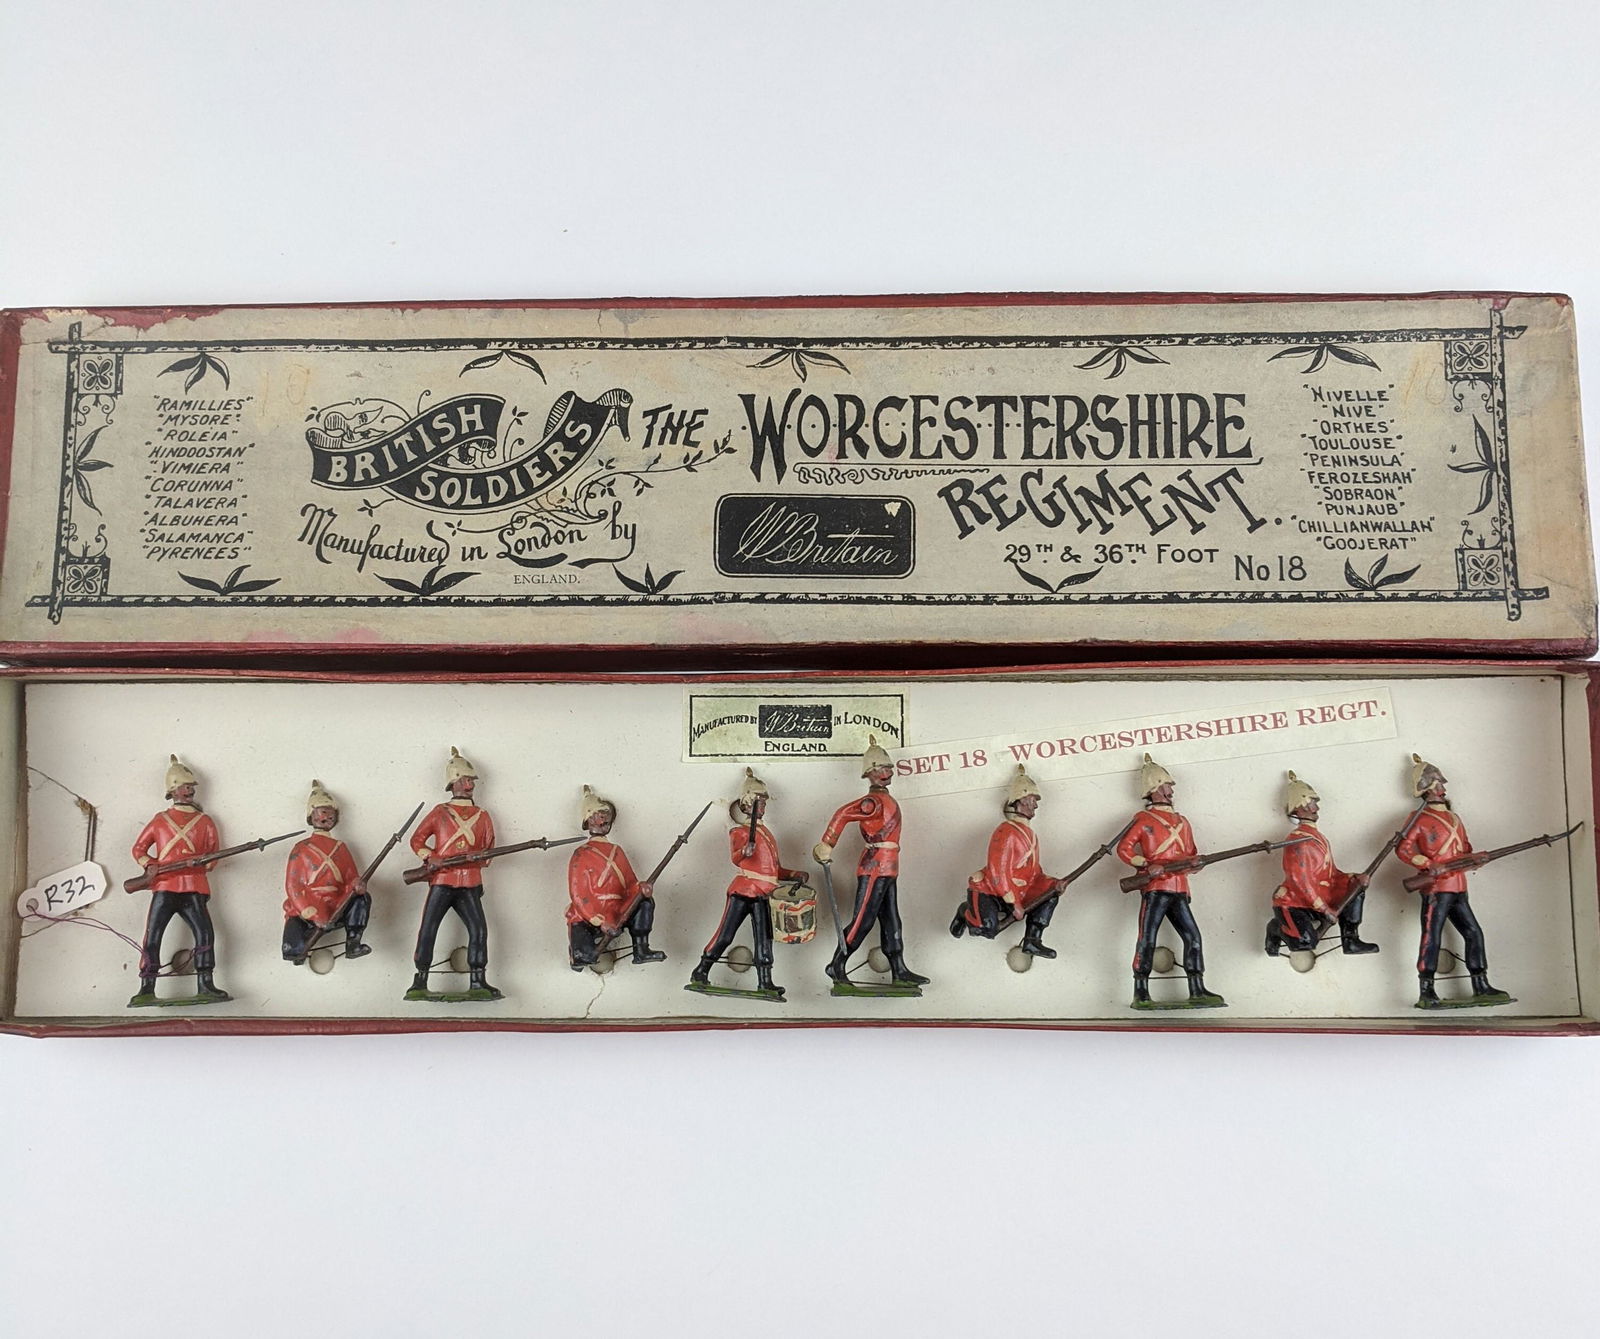 "RAMILLIES"
"MYSORE"
"ROLEIA"
"HINDOOSTAN"
"VIMIERA"
"CORUNNA"
"TALAVERA"
"ALBUHERA"
"SALAMANCA"
"PYRENEES"
BRITISH
SOLDIERS
Manufactured in London by
ENGLAND.
THE WORCESTERSHIRE
REGIMENT.
W Britain
29TH & 36TH FOOT No 18
"NIVELLE"
"NIVE"
"ORTHES"
"TOULOUSE"
"PENINSULA"
"FEROZESHAH"
"SOBRAON"
"PUNJAUB"
"CHILLIANWALLAH"
"GOOJERAT"
MANUFACTURED BY W Britain IN LONDON
ENGLAND.
SET 18 WORCESTERSHIRE REGT.
R32